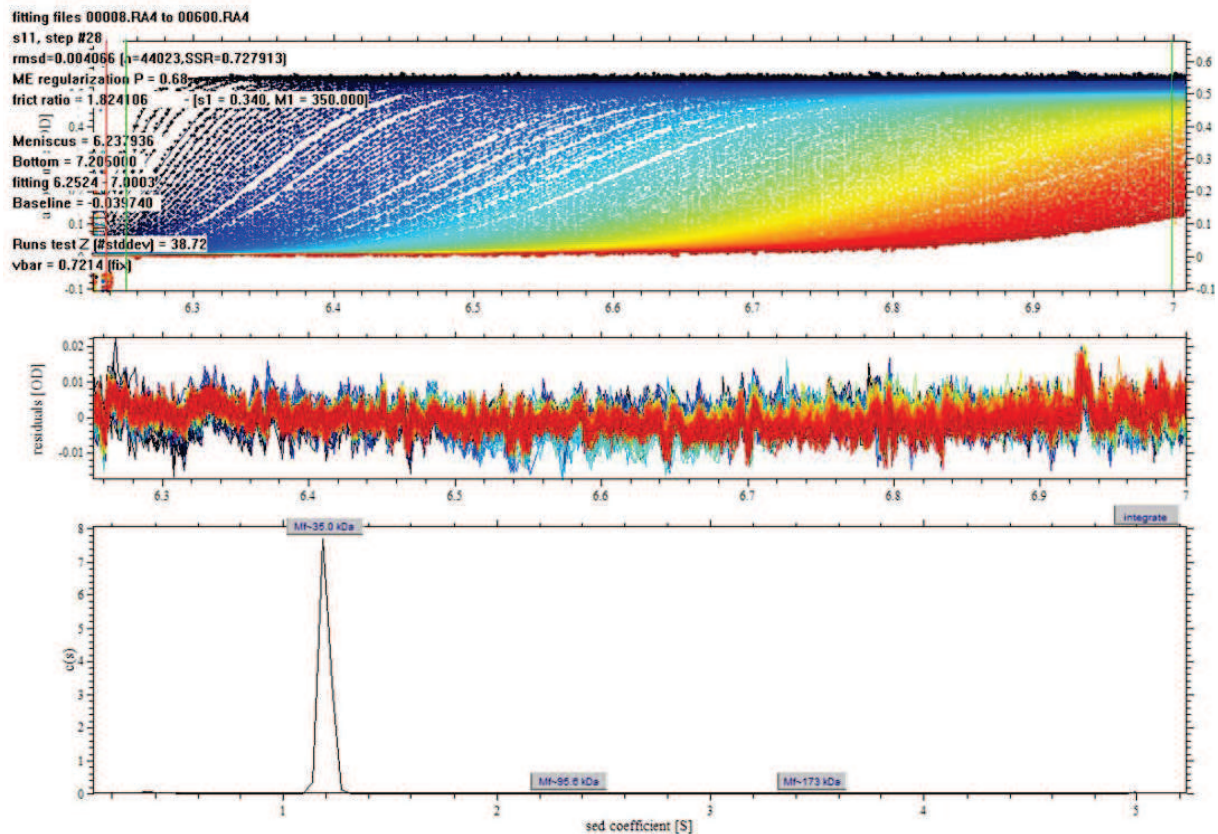 fitting files 00008.RA4 to 00600.RA4
s11, step #28
rmsd=0.004066 (n=44023,SSR=0.727913)
ME regularization P = 0.68
frict ratio = 1.824106 - [s1 = 0.340, M1 = 350.000]
Meniscus = 6.237936
Bottom = 7.205000
fitting 6.2524 - 7.0003
Baseline = -0.039740
Runs test Z (#stddev) = 38.72
vbar = 0.7214 (fix)
0.4
0.1
-0.1
0.6
0.5
0.4
0.3
0.2
0.1
0
-0.1
6.3 6.4 6.5 6.6 6.7 6.8 6.9 7
residuals [OD]
0.02
0.01
0
-0.01
6.3 6.4 6.5 6.6 6.7 6.8 6.9 7
integrate
Mf~35.0 kDa
c(s)
8
7
6
5
4
3
2
1
0
Mf~95.6 kDa Mf~173 kDa
1 2 3 4 5
sed coefficient [S]